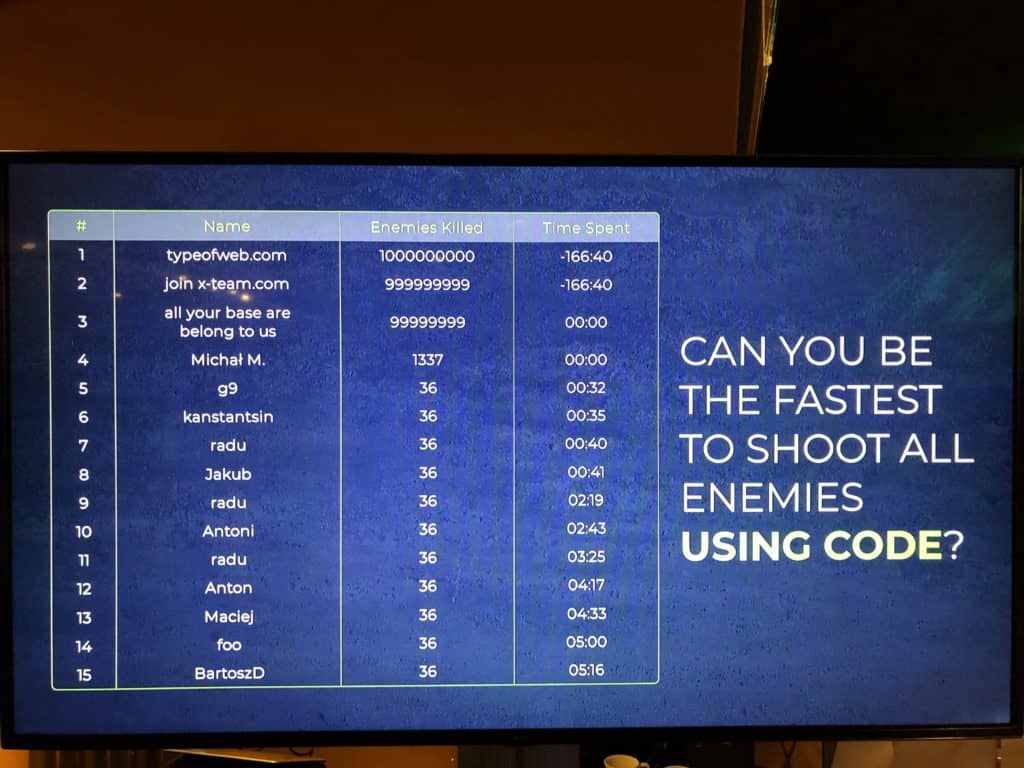 # Name Enemies Killed Time Spent
1 typeofweb.com 1000000000 -166:40
2 join x-team.com 999999999 -166:40
3 all your base are belong to us 99999999 00:00
4 Michał M. 1337 00:00
5 g9 36 00:32
6 kanstantsin 36 00:35
7 radu 36 00:40
8 Jakub 36 00:41
9 radu 36 02:19
10 Antoni 36 02:43
11 radu 36 03:25
12 Anton 36 04:17
13 Maciej 36 04:33
14 foo 36 05:00
15 BartoszD 36 05:16
CAN YOU BE
THE FASTEST
TO SHOOT ALL
ENEMIES
USING CODE?